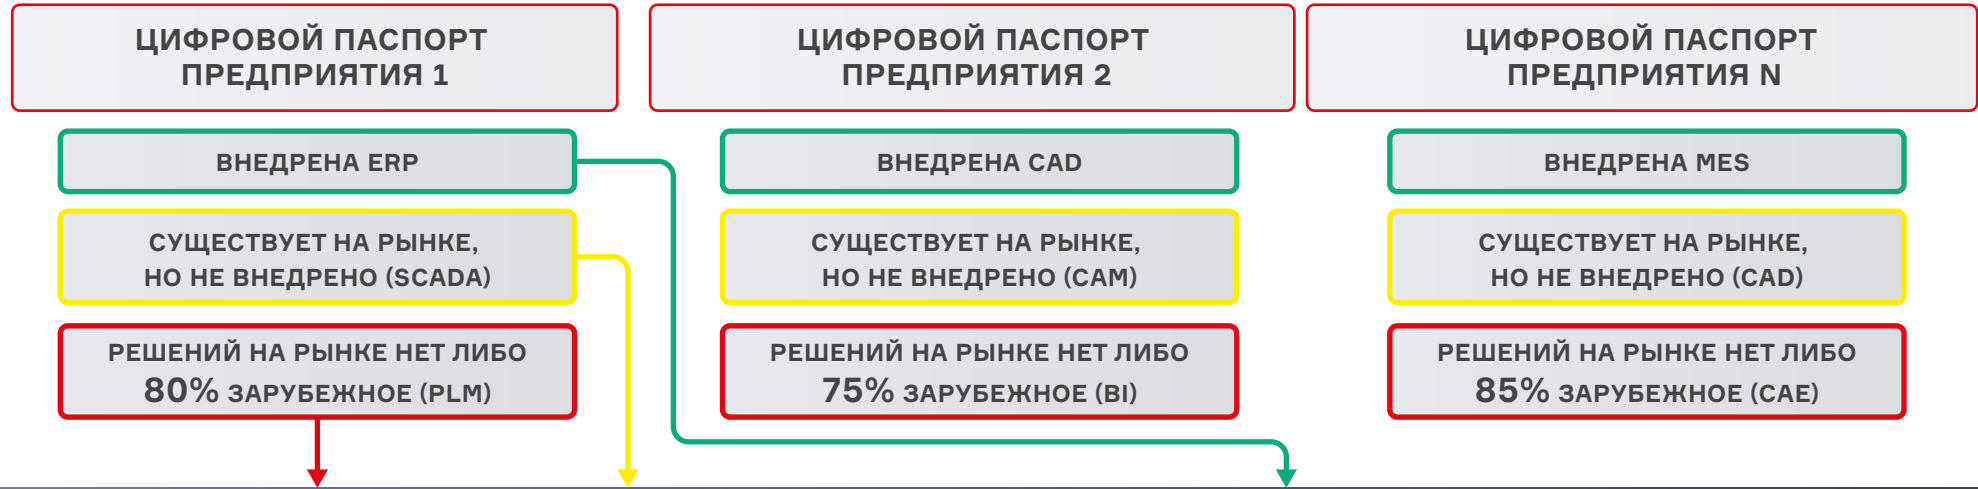 ЦИФРОВОЙ ПАСПОРТ
ПРЕДПРИЯТИЯ 1
ВНЕДРЕНА ERP
СУЩЕСТВУЕТ НА РЫНКЕ,
НО НЕ ВНЕДРЕНО (SCADA)
РЕШЕНИЙ НА РЫНКЕ НЕТ ЛИБО
80% ЗАРУБЕЖНОЕ (PLM)
ЦИФРОВОЙ ПАСПОРТ
ПРЕДПРИЯТИЯ 2
ВНЕДРЕНА CAD
СУЩЕСТВУЕТ НА РЫНКЕ,
НО НЕ ВНЕДРЕНО (CAM)
РЕШЕНИЙ НА РЫНКЕ НЕТ ЛИБО
75% ЗАРУБЕЖНОЕ (BI)
ЦИФРОВОЙ ПАСПОРТ
ПРЕДПРИЯТИЯ N
ВНЕДРЕНА MES
СУЩЕСТВУЕТ НА РЫНКЕ,
НО НЕ ВНЕДРЕНО (CAD)
РЕШЕНИЙ НА РЫНКЕ НЕТ ЛИБО
85% ЗАРУБЕЖНОЕ (CAE)